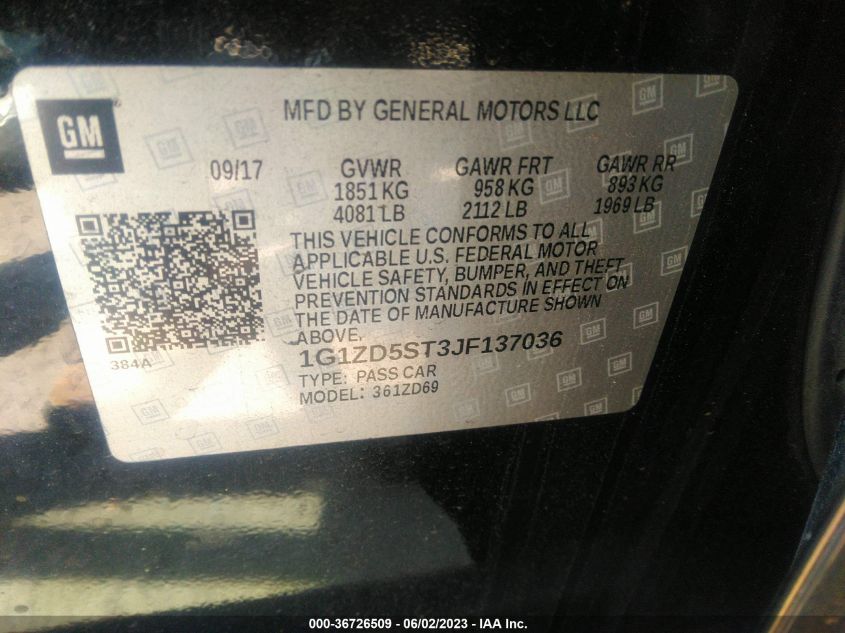 GM
MFD BY GENERAL MOTORS LLC
09/17 GVWR GAWR FRT GAWR RR
1851 KG 958 KG 893 KG
4081 LB 2112 LB 1969 LB
THIS VEHICLE CONFORMS TO ALL
APPLICABLE U.S. FEDERAL MOTOR
VEHICLE SAFETY, BUMPER, AND THEFT
PREVENTION STANDARDS IN EFFECT ON
THE DATE OF MANUFACTURE SHOWN
ABOVE.
384A
1G1ZD5ST3JF137036
TYPE: PASS CAR
MODEL: 361ZD69
000-36726509 - 06/02/2023 - IAA Inc.